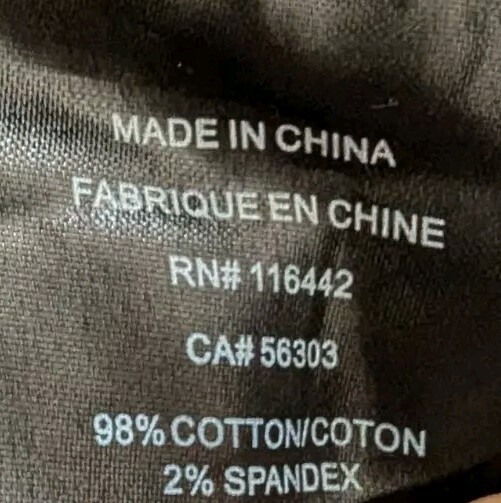 MADE IN CHINA
FABRIQUE EN CHINE
RN# 116442
CA# 56303
98% COTTON/COTON
2% SPANDEX